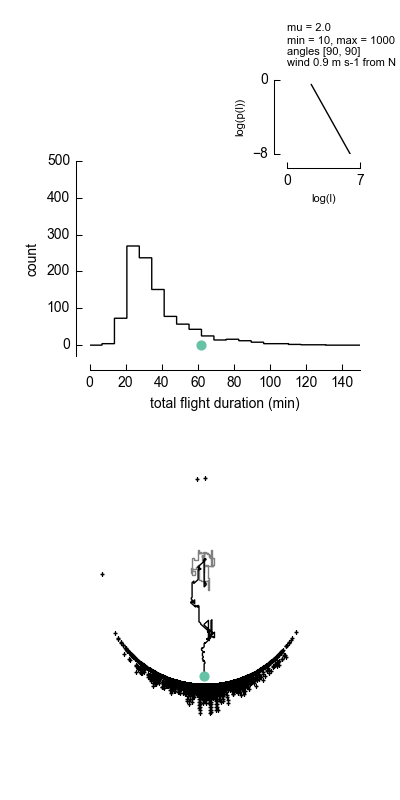 mu = 2.0
min = 10, max = 1000
angles [90, 90]
wind 0.9 m s-1 from N
0
−8
log(p(l))
0 7
log(l)
500
400
300
200
100
0
count
0 20 40 60 80 100 120 140
total flight duration (min)